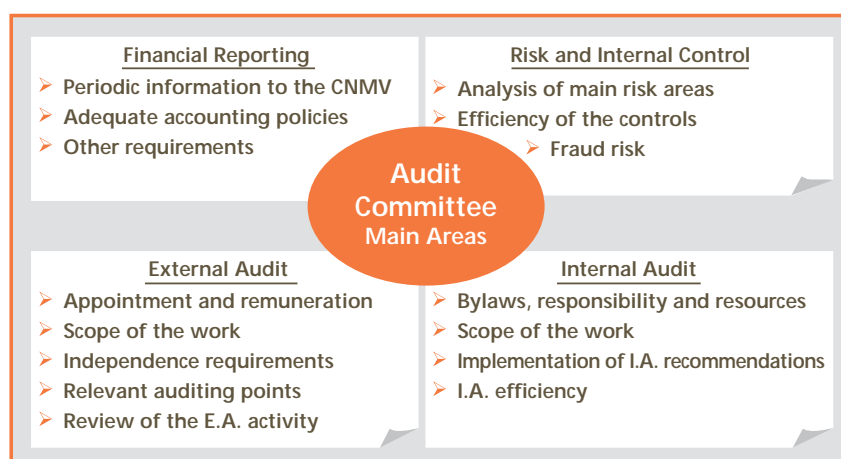 Financial Reporting
Periodic information to the CNMV
Adequate accounting policies
Other requirements
Risk and Internal Control
Analysis of main risk areas
Efficiency of the controls
Fraud risk
Audit
Committee
Main Areas
External Audit
Appointment and remuneration
Scope of the work
Independence requirements
Relevant auditing points
Review of the E.A. activity
Internal Audit
Bylaws, responsibility and resources
Scope of the work
Implementation of I.A. recommendations
I.A. efficiency